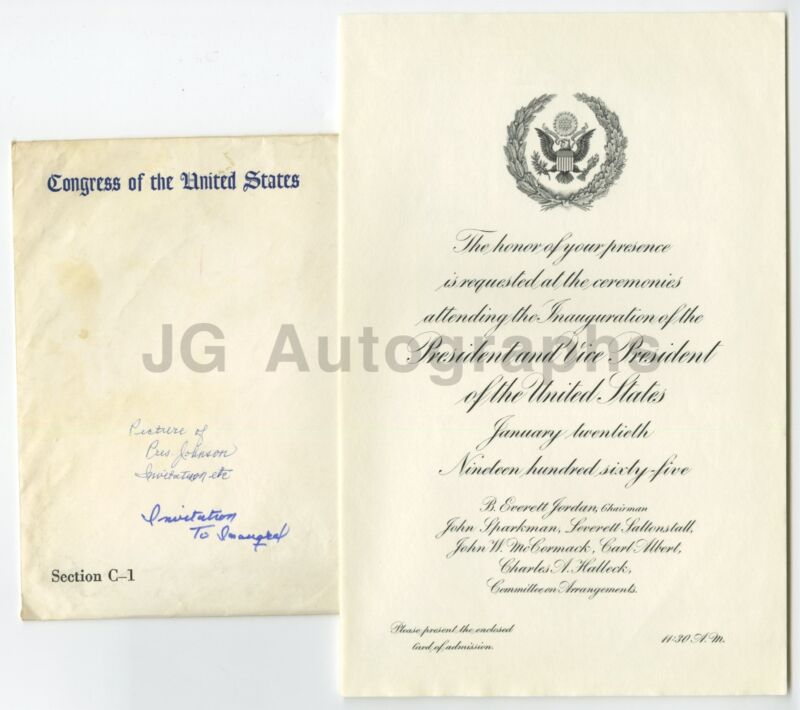 Congress of the United States
Picture of
Pres. Johnson
Invitation etc
Invitation
To Inaugral
Section C-1
The honor of your presence
is requested at the ceremonies
attending the Inauguration of the
President and Vice President
of the United States
January twentieth
Nineteen hundred sixty-five
B. Everett Jordan, Chairman
John Sparkman, Leverett Saltonstall,
John W. McCormack, Carl Albert,
Charles A. Halleck,
Committee on Arrangements.
Please present the enclosed
card of admission.
11:30 A.M.
JG Autographs